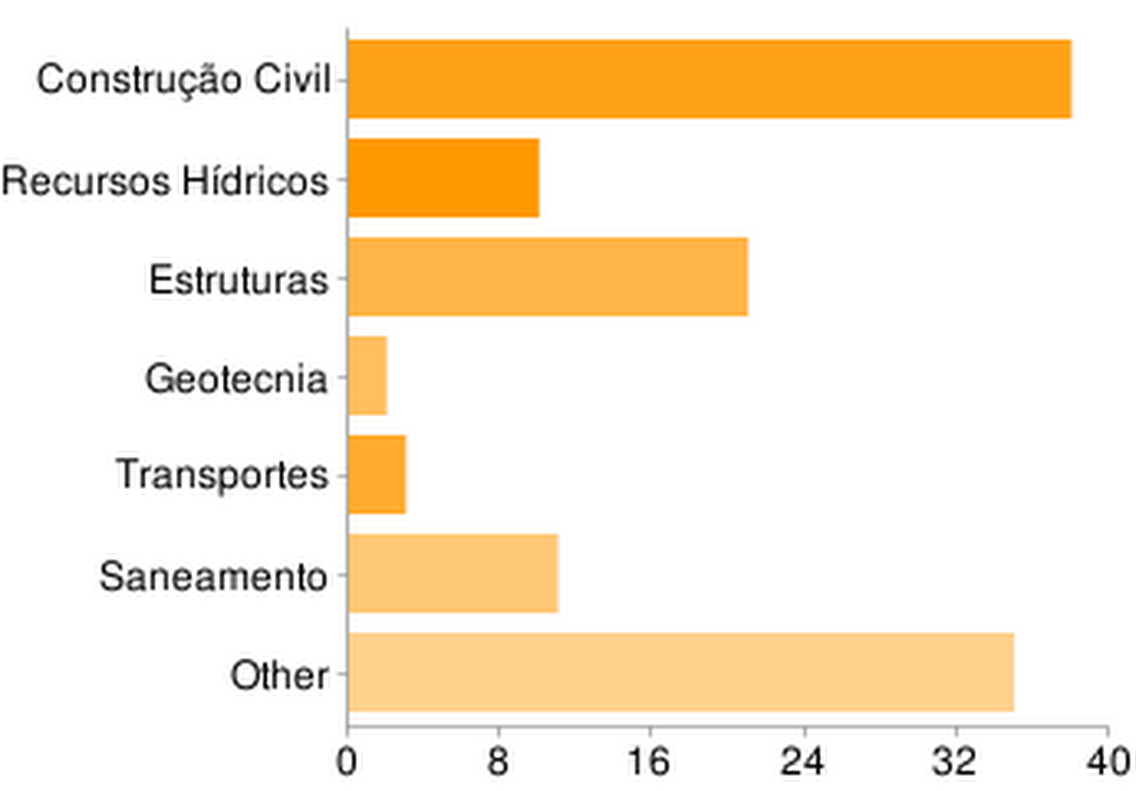 Construção Civil
Recursos Hídricos
Estruturas
Geotecnia
Transportes
Saneamento
Other
0 8 16 24 32 40